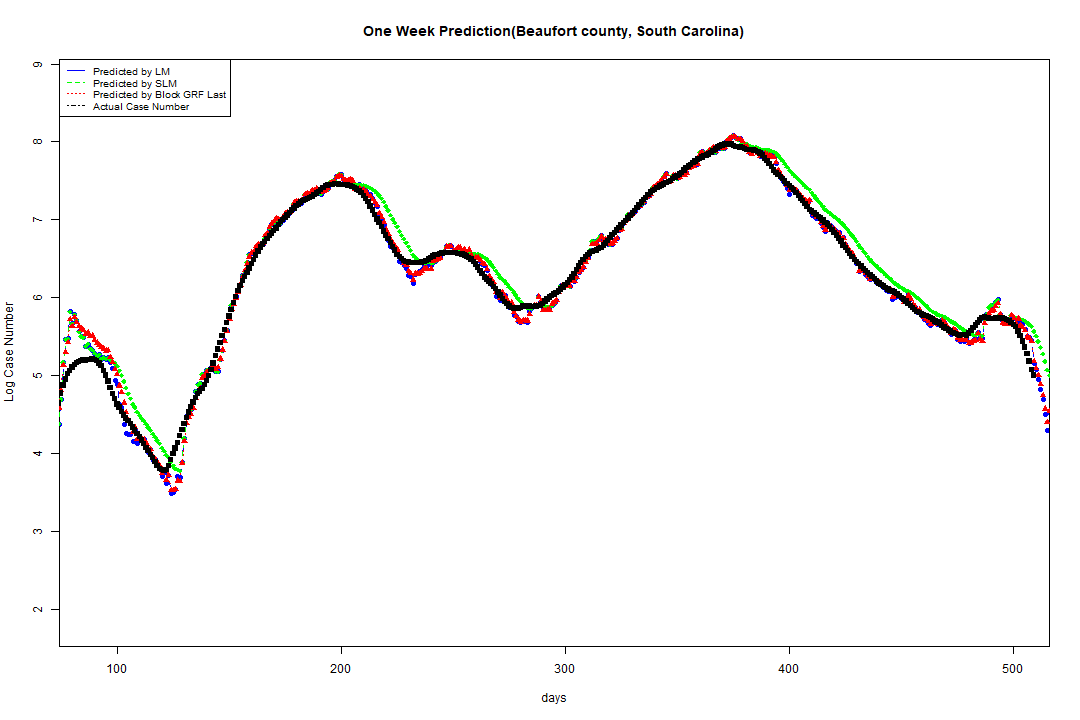 One Week Prediction(Beaufort county, South Carolina)
Predicted by LM
Predicted by SLM
Predicted by Block GRF Last
Actual Case Number
Log Case Number
9
8
7
6
5
4
3
2
100 200 300 400 500
days